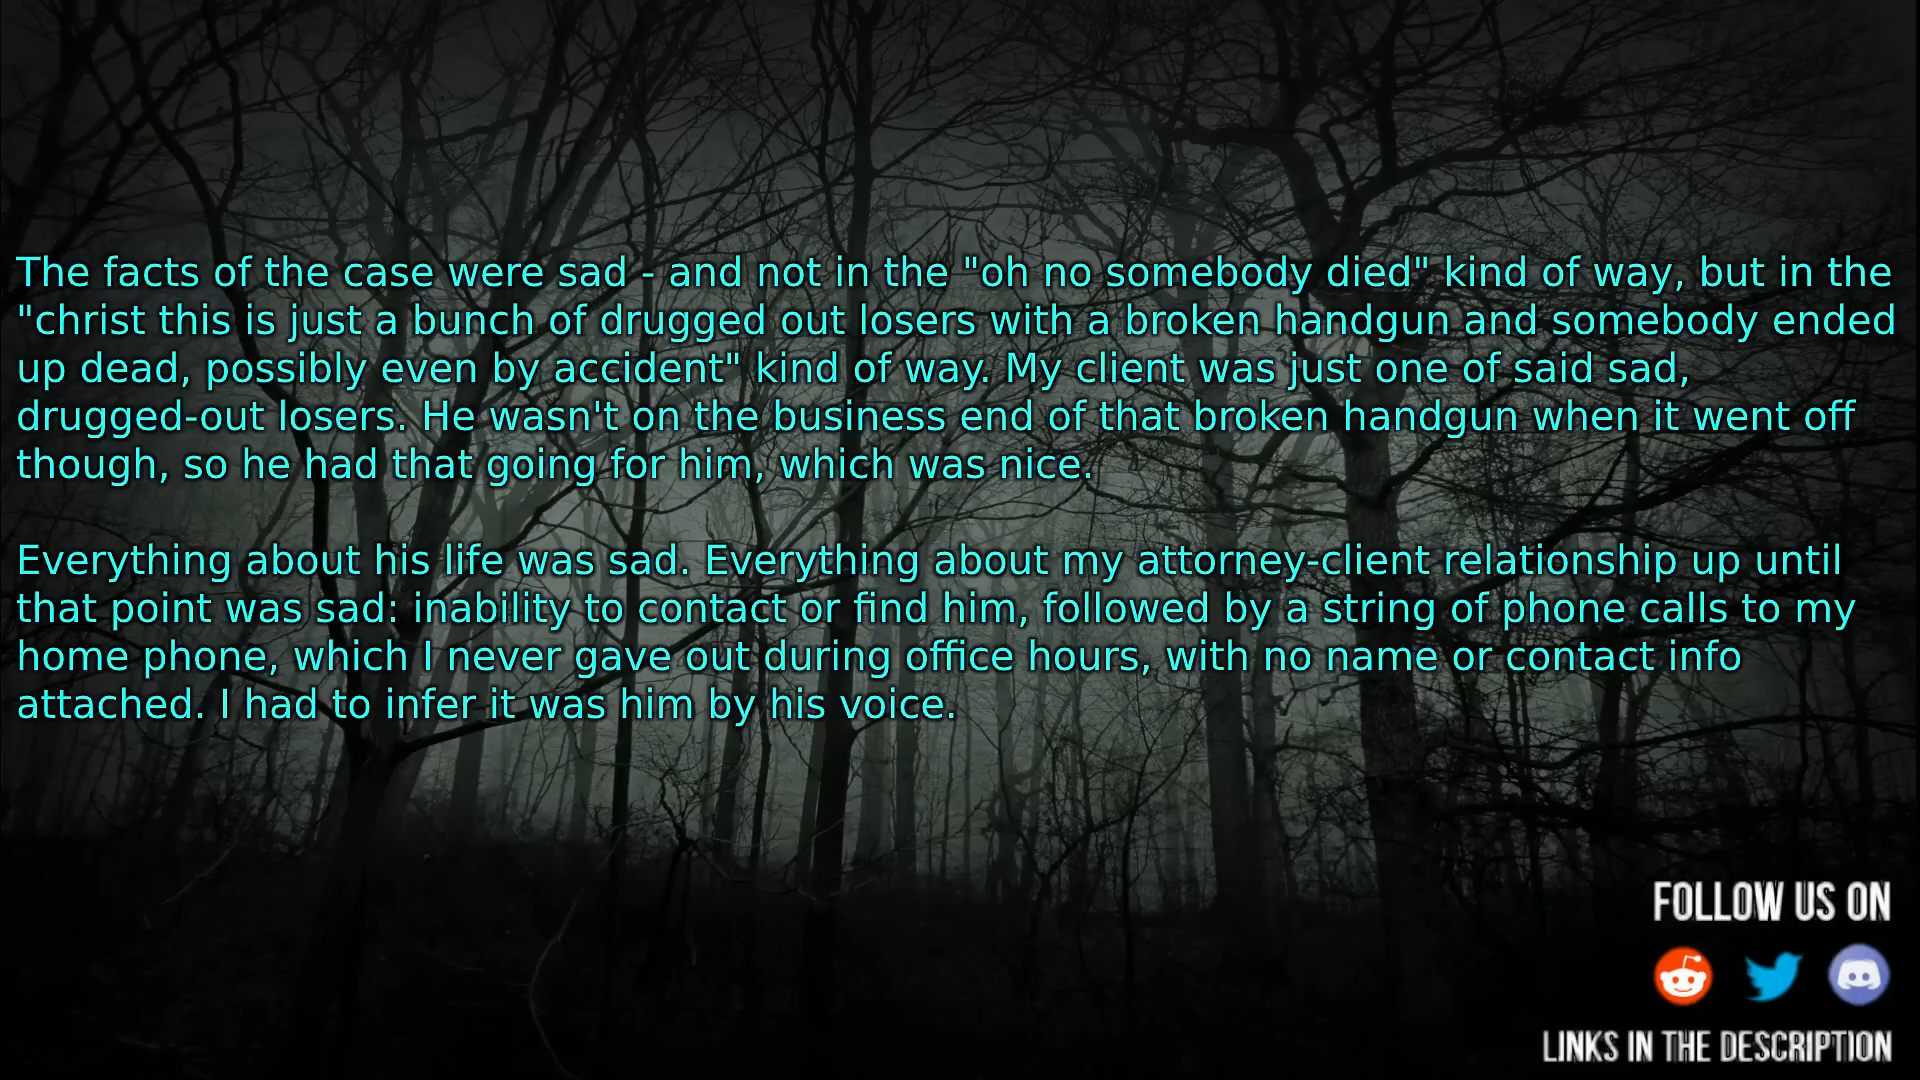 The facts of the case were sad - and not in the "oh no somebody died" kind of way, but in the
"christ this is just a bunch of drugged out losers with a broken handgun and somebody ended
up dead, possibly even by accident" kind of way. My client was just one of said sad,
drugged-out losers. He wasn't on the business end of that broken handgun when it went off
though, so he had that going for him, which was nice.
Everything about his life was sad. Everything about my attorney-client relationship up until
that point was sad: inability to contact or find him, followed by a string of phone calls to my
home phone, which I never gave out during office hours, with no name or contact info
attached. I had to infer it was him by his voice.
FOLLOW US ON
LINKS IN THE DESCRIPTION